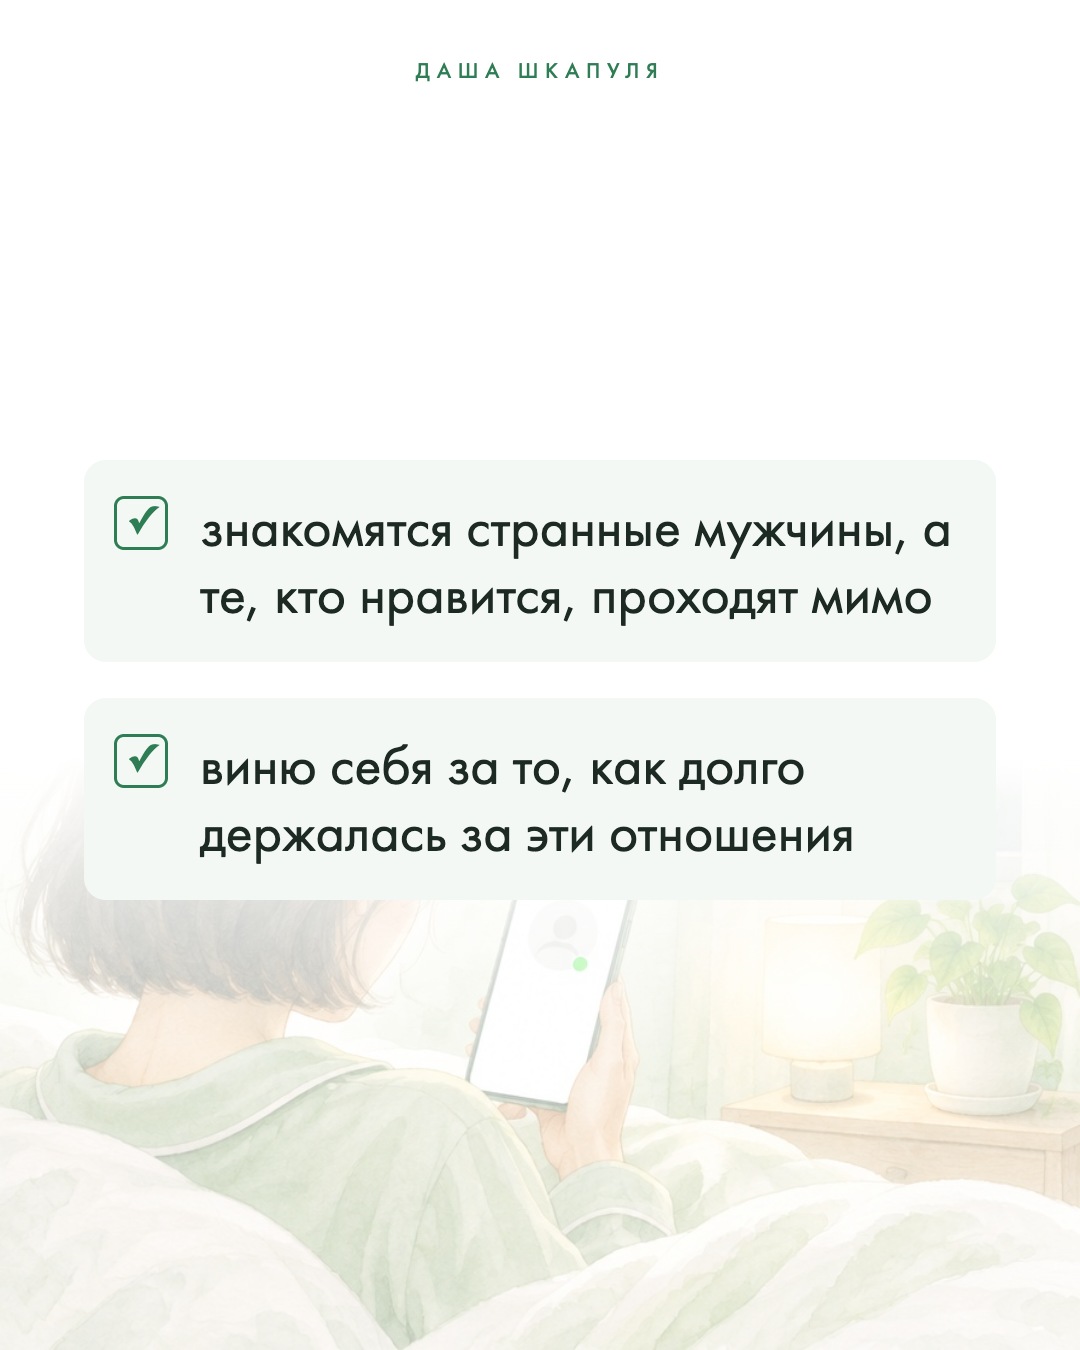 ДАША ШКАПУЛЯ
знакомятся странные мужчины, а
те, кто нравится, проходят мимо
виню себя за то, как долго
держалась за эти отношения